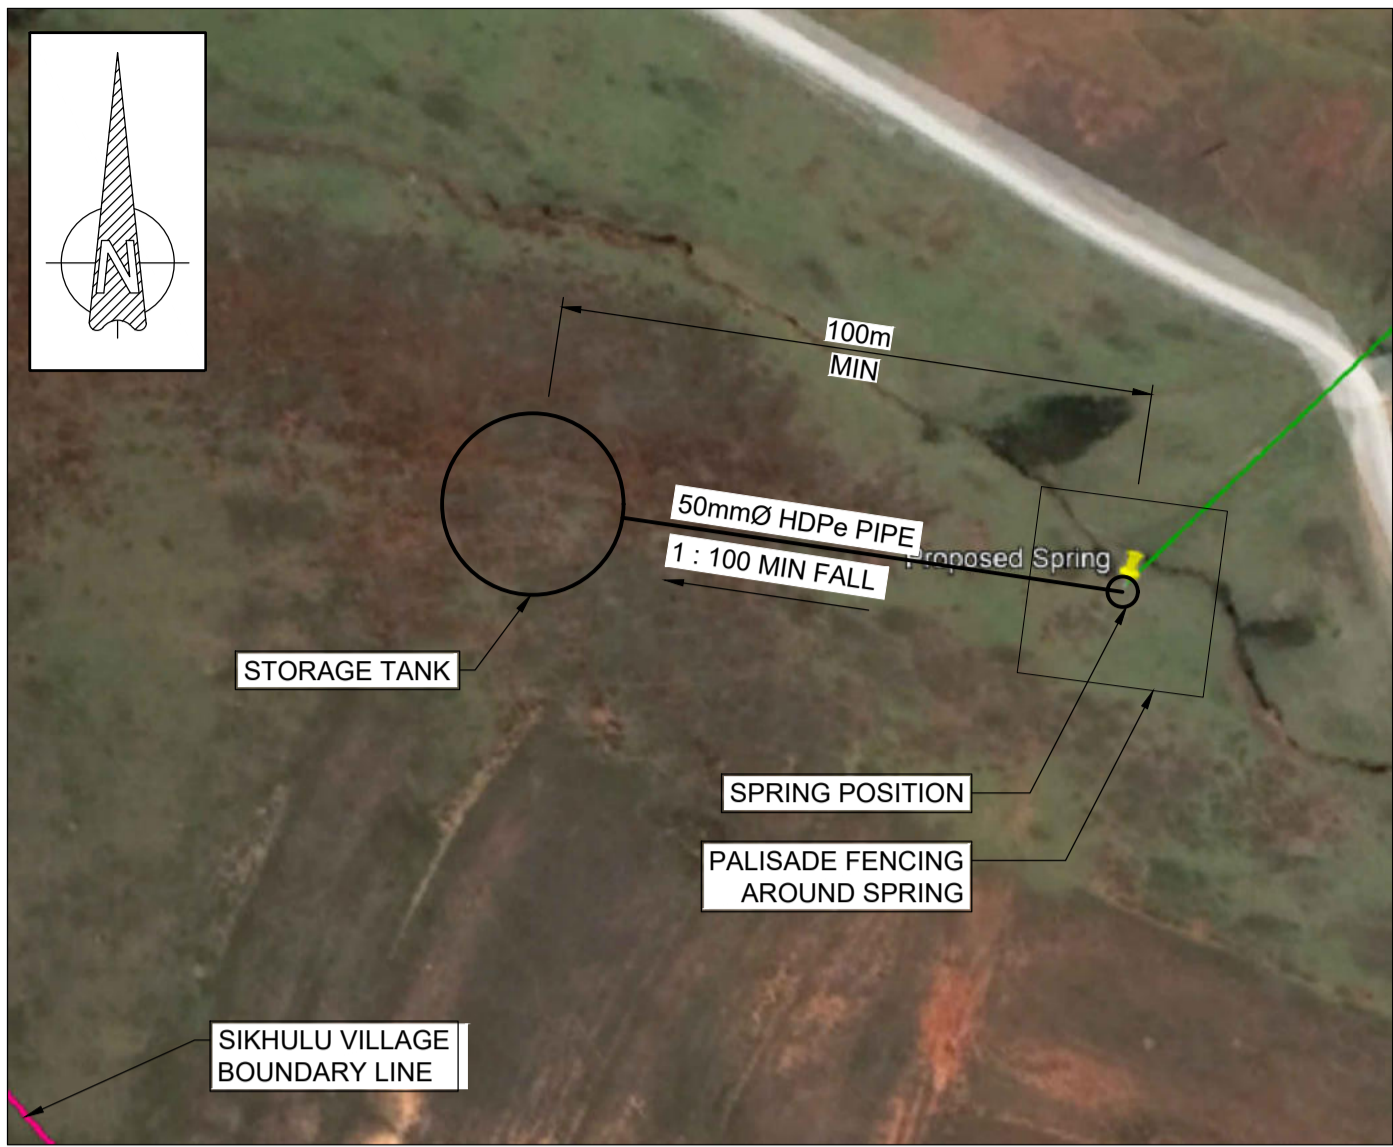 N
100m
MIN
50mmØ HDPe PIPE
Proposed Spring
1 : 100 MIN FALL
STORAGE TANK
SPRING POSITION
PALISADE FENCING
AROUND SPRING
SIKHULU VILLAGE
BOUNDARY LINE